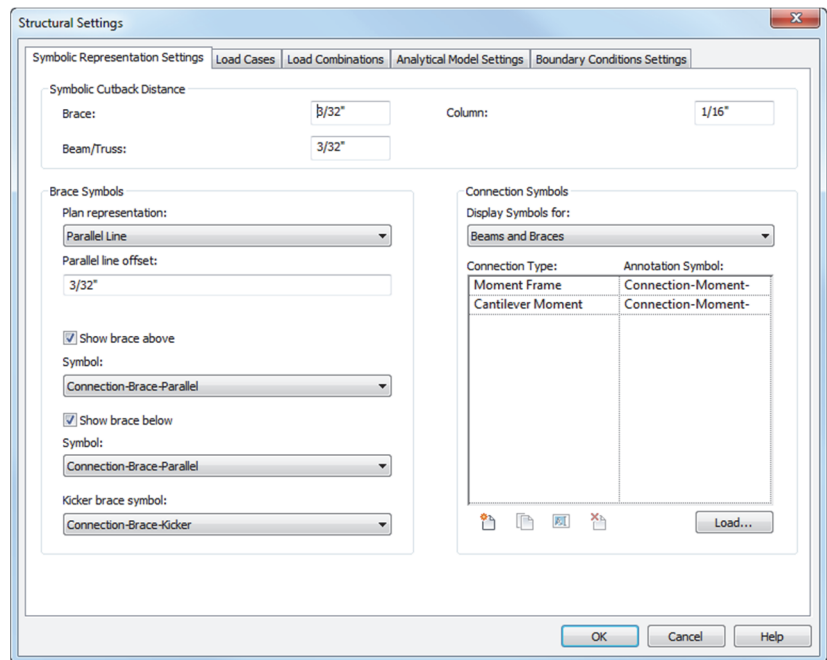 Structural Settings
Symbolic Representation Settings Load Cases Load Combinations Analytical Model Settings Boundary Conditions Settings
Symbolic Cutback Distance
Brace: 3/32" Column: 1/16"
Beam/Truss: 3/32"
Brace Symbols
Plan representation:
Parallel Line
Parallel line offset:
3/32"
Show brace above
Symbol:
Connection-Brace-Parallel
Show brace below
Symbol:
Connection-Brace-Parallel
Kicker brace symbol:
Connection-Brace-Kicker
Connection Symbols
Display Symbols for:
Beams and Braces
Connection Type: Annotation Symbol:
Moment Frame Connection-Moment-
Cantilever Moment Connection-Moment-
Load...
OK Cancel Help